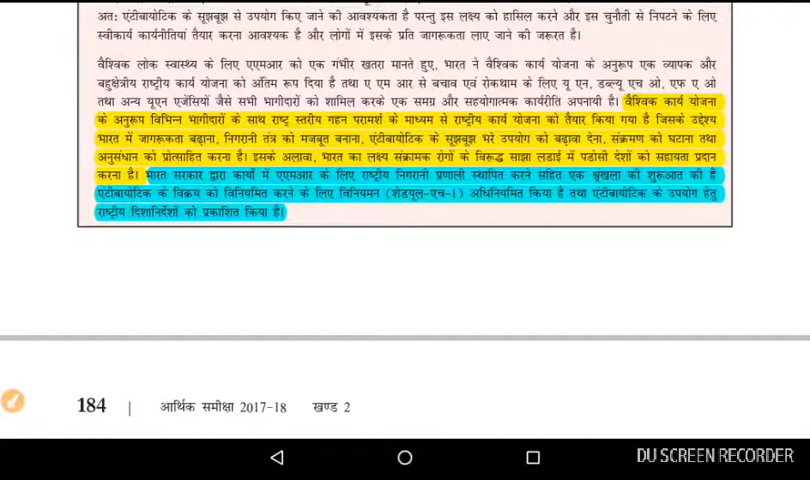 अतः एंटीबायोटिक के सूझबूझ से उपयोग किए जाने की आवश्यकता है परन्तु इस लक्ष्य को हासिल करने और इस चुनौती से निपटने के लिए
स्वीकार्य कार्यनीतियां तैयार करना आवश्यक है और लोगों में इसके प्रति जागरूकता लाए जाने की जरूरत है।
वैश्विक लोक स्वास्थ्य के लिए एएमआर को एक गंभीर खतरा मानते हुए, भारत ने वैश्विक कार्य योजना के अनुरूप एक व्यापक और
बहुक्षेत्रीय राष्ट्रीय कार्य योजना को अंतिम रूप दिया है तथा ए एम आर से बचाव एवं रोकथाम के लिए यू एन, डब्ल्यू एच ओ, एफ ए ओ
तथा अन्य यूएन एजेंसियों जैसे सभी भागीदारों को शामिल करके एक समग्र और सहयोगात्मक कार्यरीति अपनायी है। वैश्विक कार्य योजना
के अनुरूप विभिन्न भागीदारों के साथ राष्ट्र स्तरीय गहन परामर्श के माध्यम से राष्ट्रीय कार्य योजना को तैयार किया गया है जिसके उद्देश्य
भारत में जागरूकता बढ़ाना, निगरानी तंत्र को मजबूत बनाना, एंटीबायोटिक के सूझबूझ भरे उपयोग को बढ़ावा देना, संक्रमण को घटाना तथा
अनुसंधान को प्रोत्साहित करना है। इसके अलावा, भारत का लक्ष्य संक्रामक रोगों के विरूद्ध साझा लडाई में पडोसी देशों को सहायता प्रदान
करना है। भारत सरकार द्वारा कार्यों में एएमआर के लिए राष्ट्रीय निगरानी प्रणाली स्थापित करने सहित एक श्रृंखला की शुरूआत की है
एंटीबायोटिक के विक्रय को विनियमित करने के लिए विनियमन (शेडयूल-एच-1) अधिनियमित किया है तथा एंटीबायोटिक के उपयोग हेतु
राष्ट्रीय दिशानिर्देशों को प्रकाशित किया है।
184 | आर्थिक समीक्षा 2017-18 खण्ड 2
DU SCREEN RECORDER